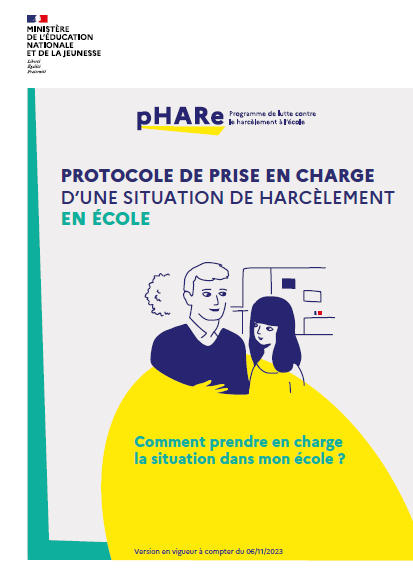 MINISTÈRE
DE L'ÉDUCATION
NATIONALE
ET DE LA JEUNESSE
Liberté
Égalité
Fraternité
pHARe
Programme de lutte contre
le harcèlement à l'école
PROTOCOLE DE PRISE EN CHARGE
D'UNE SITUATION DE HARCÈLEMENT
EN ÉCOLE
Comment prendre en charge
la situation dans mon école ?
Version en vigueur à compter du 06/11/2023